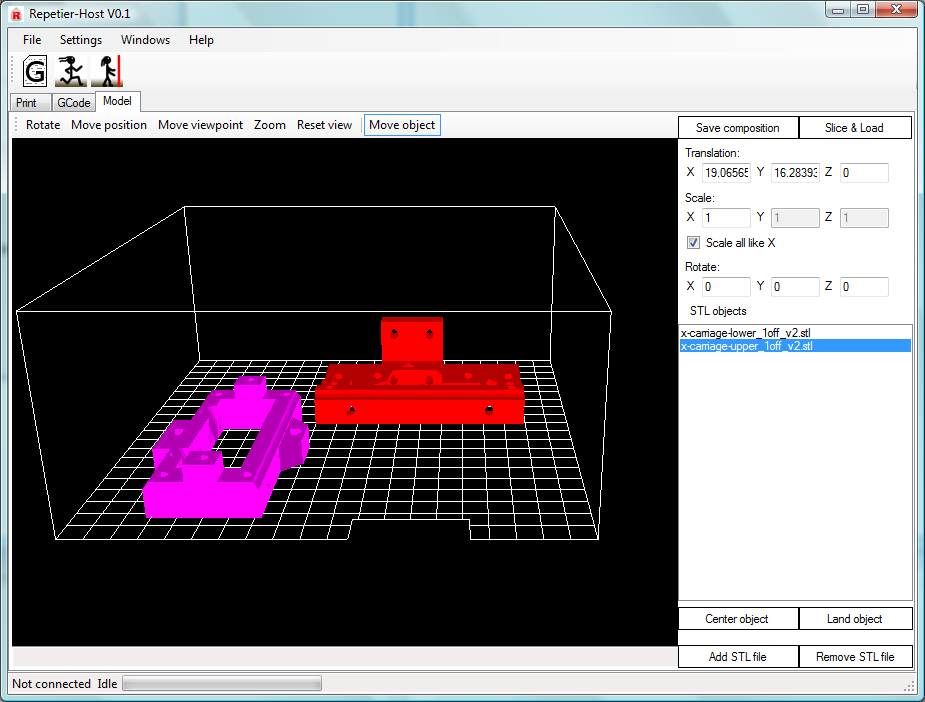 Repetier-Host V0.1
File Settings Windows Help
G
Print GCode Model
Rotate Move position Move viewpoint Zoom Reset view Move object
Save composition Slice & Load
Translation:
X 19.06565 Y 16.28393 Z 0
Scale:
X 1 Y 1 Z 1
Scale all like X
Rotate:
X 0 Y 0 Z 0
STL objects
x-carriage-lower_1off_v2.stl
x-carriage-upper_1off_v2.stl
Center object Land object
Add STL file Remove STL file
Not connected Idle